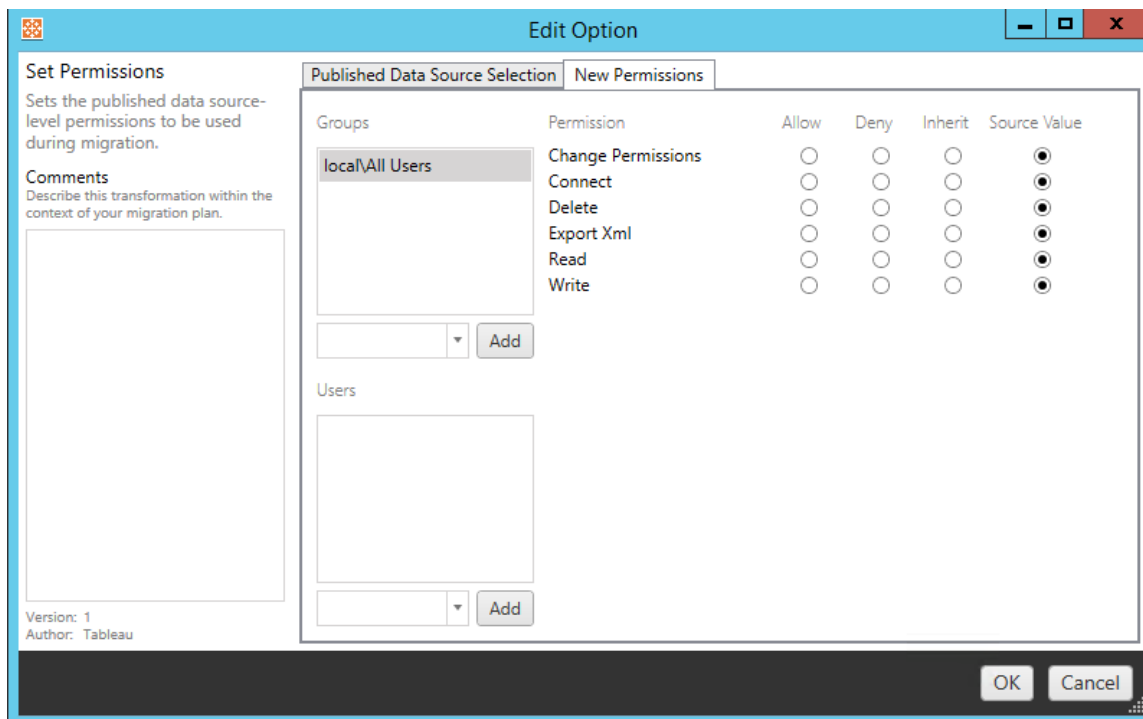 Edit Option
Set Permissions
Sets the published data source-
level permissions to be used
during migration.
Comments
Describe this transformation within the
context of your migration plan.
Version: 1
Author: Tableau
Published Data Source Selection New Permissions
Groups
local\All Users
Add
Users
Add
Permission Allow Deny Inherit Source Value
Change Permissions
Connect
Delete
Export Xml
Read
Write
OK Cancel